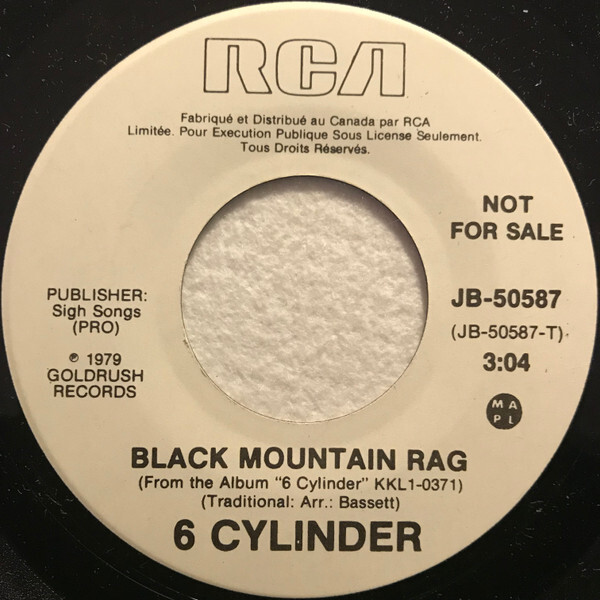 RCA
Fabriqué et Distribué au Canada par RCA
Limitée. Pour Execution Publique Sous License Seulement.
Tous Droits Réservés.
NOT
FOR SALE
PUBLISHER:
Sigh Songs
(PRO)
℗ 1979
GOLDRUSH
RECORDS
JB-50587
(JB-50587-T)
3:04
M A
P L
BLACK MOUNTAIN RAG
(From the Album "6 Cylinder" KKL1-0371)
(Traditional: Arr.: Bassett)
6 CYLINDER